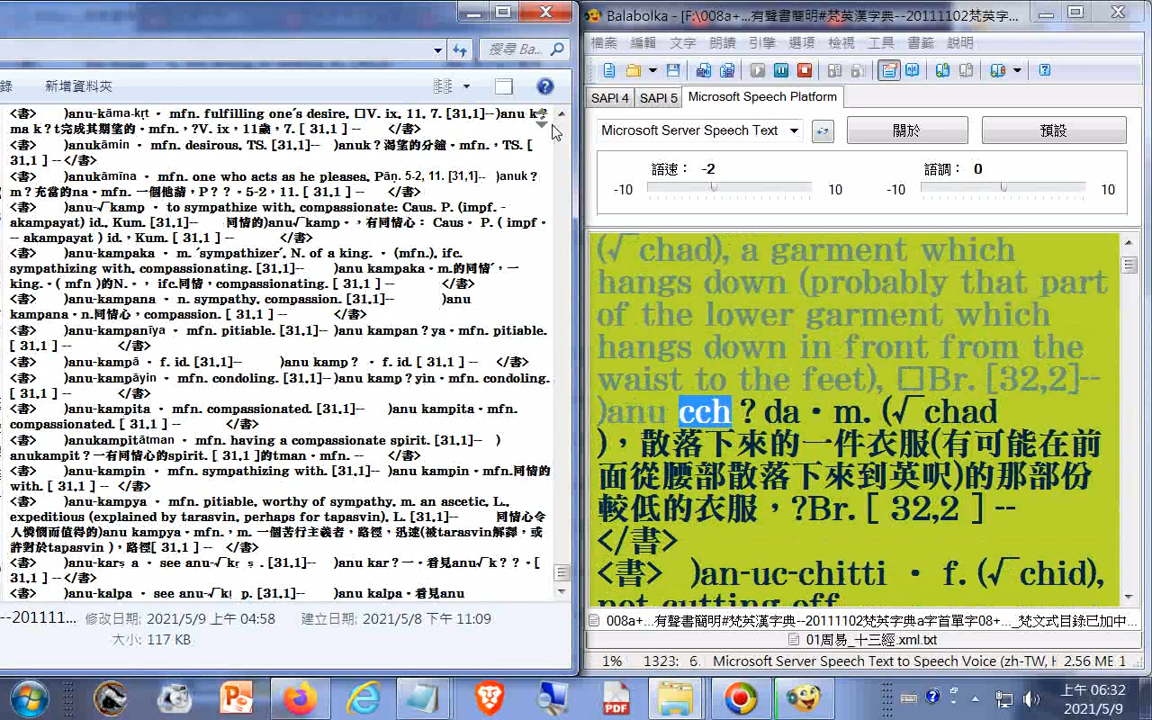 搜尋 Ba...
錄 新增資料夾
<書> )anu-kāma-kṛt • mfn. fulfilling one´s desire, □V. ix, 11, 7. [31,1]--)anu k?
ma k?t完成其期望的•mfn.,?V. ix,11歲,7. [ 31,1 ] </書>
<書> )anukāmin • mfn. desirous, TS. [31,1]-- )anuk?渴望的分鐘•mfn.,TS. [
31,1 ] --</書>
<書> )anukāmīna • mfn. one who acts as he pleases, Pāṇ. 5-2, 11. [31,1]--)anuk?
m?充當的na•mfn.一個他請,P??•5-2,11. [ 31,1 ] </書>
<書> )anu-√kamp • to sympathize with, compassionate: Caus. P. (impf. -
akampayat) id., Kum. [31,1]-- 同情的)anu√kamp•,有同情心: Caus• P. ( impf•
-- akampayat ) id,Kum. [ 31,1 ] -- </書>
<書> )anu-kampaka • m. ´sympathizer´, N. of a king. • (mfn.), ifc.
sympathizing with, compassionating. [31,1]-- )anu kampaka•m.的同情´,一
king.•( mfn )的N.•, ifc.同情,compassionating. [ 31,1 ] </書>
<書> )anu-kampana • n. sympathy, compassion. [31,1]-- )anu
kampana•n.同情心,compassion. [ 31,1 ] -- </書>
<書> )anu-kampanīya • mfn. pitiable. [31,1]-- )anu kampan?ya•mfn. pitiable.
[ 31,1 ] -- </書>
<書> )anu-kampā • f. id. [31,1]-- )anu kamp? • f. id. [ 31,1 ] -- </書>
<書> )anu-kampāyin • mfn. condoling. [31,1]-- )anu kamp?yin•mfn. condoling.
[ 31,1 ] -- </書>
<書> )anu-kampita • mfn. compassionated. [31,1]-- )anu kampita•mfn.
compassionated. [ 31,1 ] -- </書>
<書> )anukampitātman • mfn. having a compassionate spirit. [31,1]-- )
anukampit?一有同情心的spirit. [ 31,1 ]的tman•mfn. -- </書>
<書> )anu-kampin • mfn. sympathizing with. [31,1]-- )anu kampin•mfn.同情的
with. [ 31,1 ] -- </書>
<書> )anu-kampya • mfn. pitiable, worthy of sympathy, m. an ascetic, L.,
expeditious (explained by tarasvin, perhaps for tapasvin), L. [31,1]-- 同情心令
人憐憫而值得的)anu kampya•mfn.,m.一個苦行主義者,路徑,迅速(被tarasvin解譯,或
許對於tapasvin ),路徑[ 31,1 ] -- </書>
<書> )anu-karṣ a • see anu-√kṛ ṣ . [31,1]-- )anu kar?一•看見anu√k??•[
31,1 ] --</書>
<書> )anu-kalpa • see anu-√kḷ p. [31,1]-- )anu kalpa•看見anu
--201111... 修改日期: 2021/5/9 上午 04:58 建立日期: 2021/5/8 下午 11:09
大小: 117 KB
Balabolka - [F:\008a+...有聲書簡明#梵英漢字典--20111102梵英字...
檔案 編輯 文字 朗讀 引擎 選項 檢視 工具 書籤 說明
SAPI 4 SAPI 5 Microsoft Speech Platform
Microsoft Server Speech Text 關於 預設
語速: -2 語調: 0
-10 10 -10 10
(√chad), a garment which
hangs down (probably that part
of the lower garment which
hangs down in front from the
waist to the feet), □Br. [32,2]--
)anu cch ? da • m. (√chad
),散落下來的一件衣服(有可能在前
面從腰部散落下來到英呎)的那部份
較低的衣服,?Br. [ 32,2 ] --
</書>
<書> )an-uc-chitti • f. (√chid),
not cutting off
008a+...有聲書簡明#梵英漢字典--20111102梵英字典a字首單字08+..._梵文式目錄已加中...
01周易_十三經.xml.txt
1% 1323: 6 Microsoft Server Speech Text to Speech Voice (zh-TW, H 2.56 ME 1
PDF
上午 06:32
2021/5/9